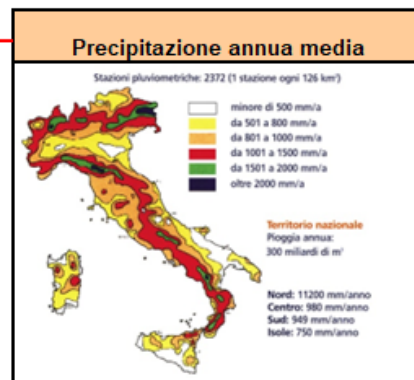 Precipitazione annua media
Stazioni pluviometriche: 2372 (1 stazione ogni 126 km²)
minore di 500 mm/a
da 501 a 800 mm/a
da 801 a 1000 mm/a
da 1001 a 1500 mm/a
da 1501 a 2000 mm/a
oltre 2000 mm/a
Territorio nazionale
Pioggia annua:
300 miliardi di m³
Nord: 11200 mm/anno
Centro: 980 mm/anno
Sud: 949 mm/anno
Isole: 750 mm/anno